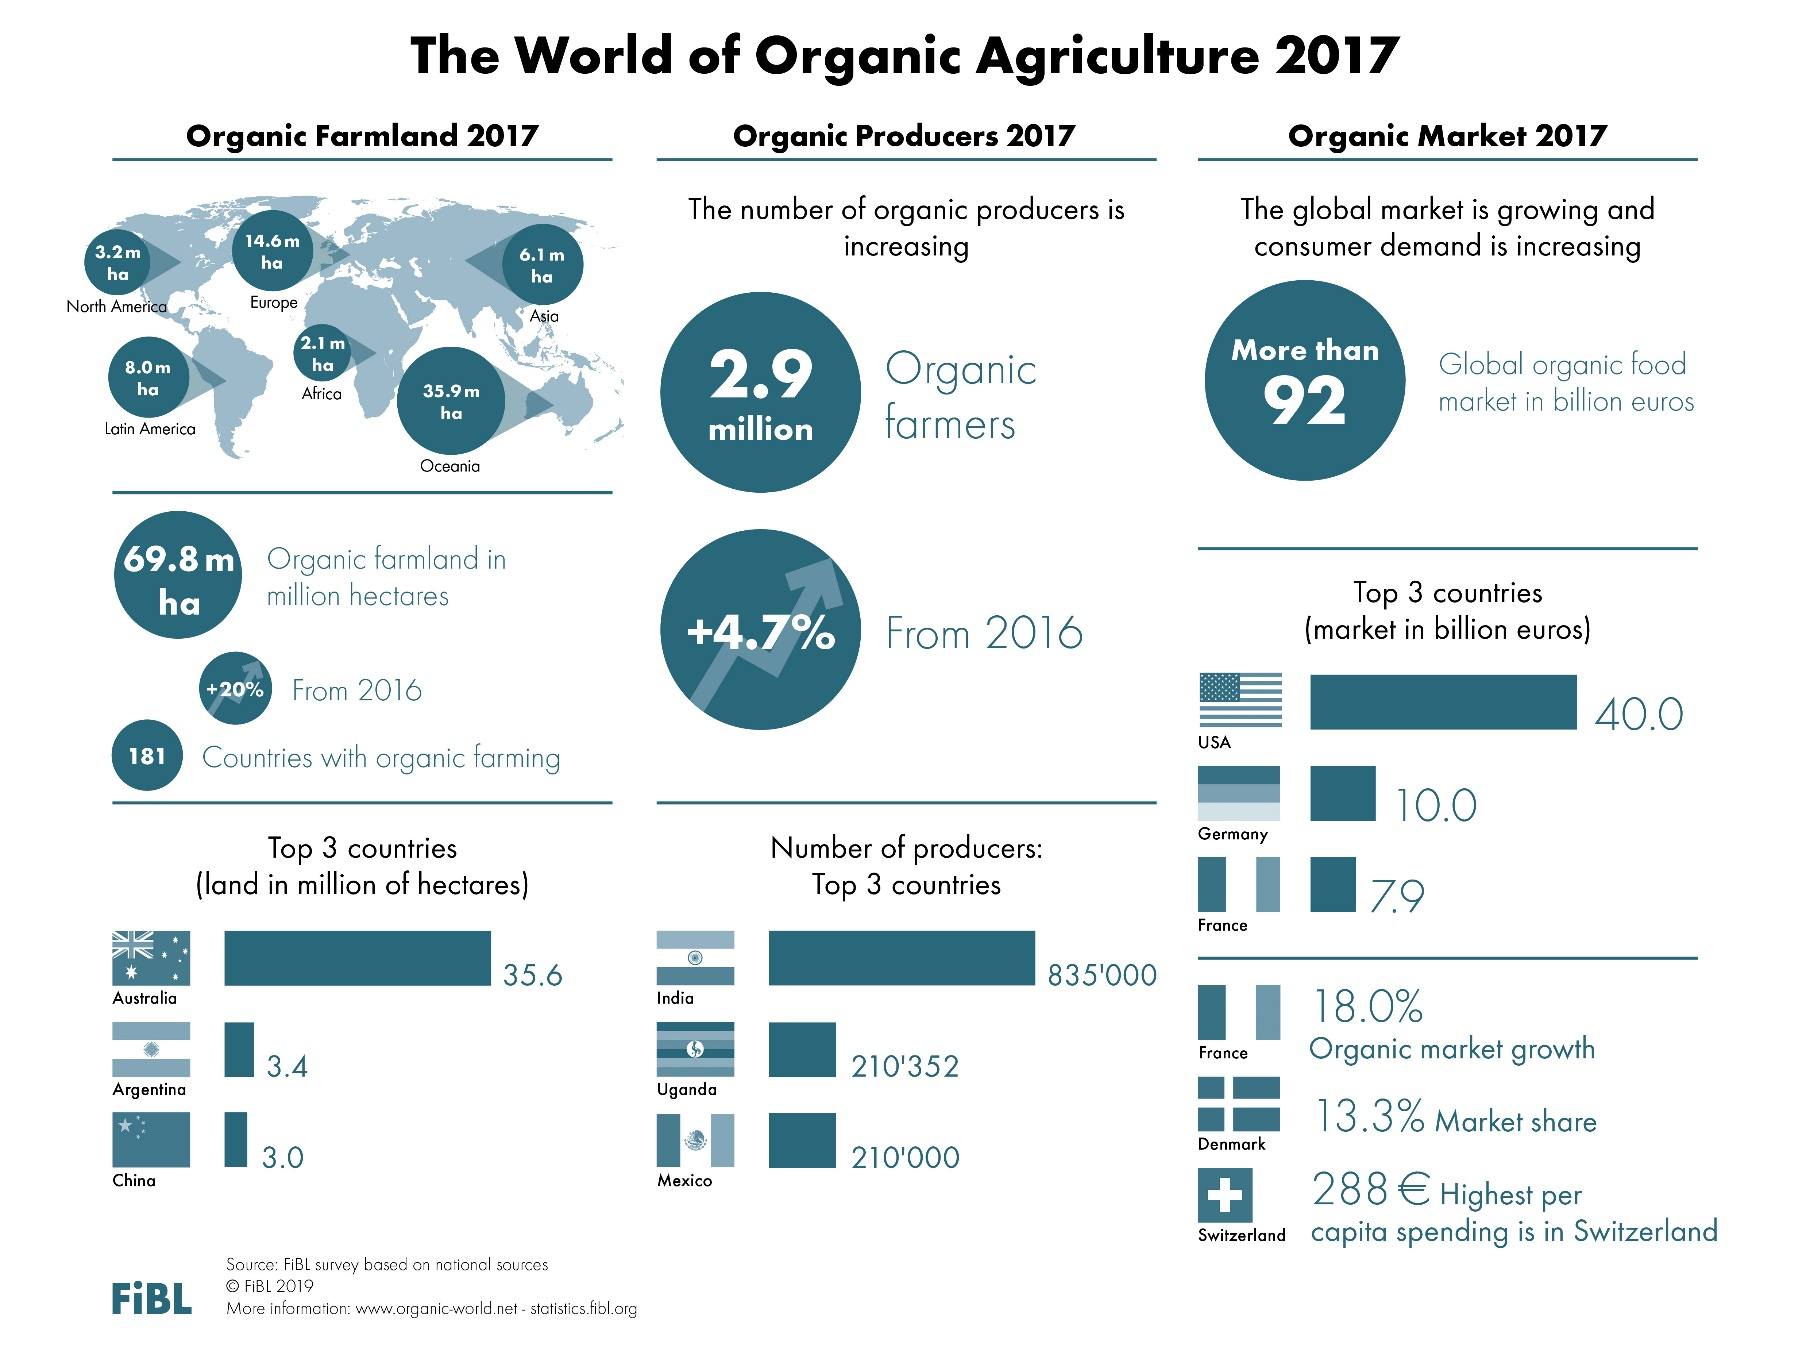 The World of Organic Agriculture 2017
Organic Farmland 2017
3.2 m
ha
North America
14.6 m
ha
Europe
6.1 m
ha
Asia
8.0 m
ha
Latin America
2.1 m
ha
Africa
35.9 m
ha
Oceania
69.8 m
ha
Organic farmland in
million hectares
+20%
From 2016
181
Countries with organic farming
Top 3 countries
(land in million of hectares)
Australia
35.6
Argentina
3.4
China
3.0
Organic Producers 2017
The number of organic producers is
increasing
2.9
million
Organic
farmers
+4.7%
From 2016
Number of producers:
Top 3 countries
India
835'000
Uganda
210'352
Mexico
210'000
Organic Market 2017
The global market is growing and
consumer demand is increasing
More than
92
Global organic food
market in billion euros
Top 3 countries
(market in billion euros)
USA
40.0
Germany
10.0
France
7.9
France
18.0%
Organic market growth
Denmark
13.3% Market share
Switzerland
288 € Highest per
capita spending is in Switzerland
FiBL
Source: FiBL survey based on national sources
© FiBL 2019
More information: www.organic-world.net - statistics.fibl.org